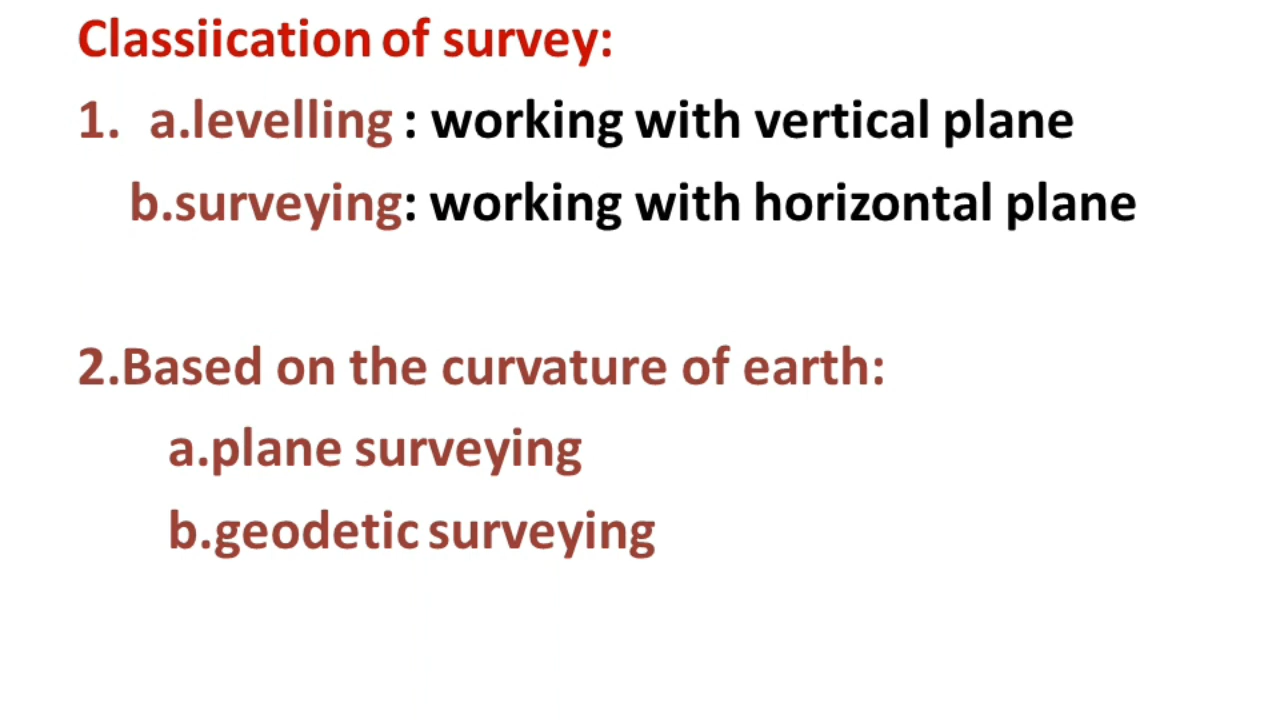 Classiication of survey:
1. a.levelling : working with vertical plane
b.surveying: working with horizontal plane
2.Based on the curvature of earth:
a.plane surveying
b.geodetic surveying